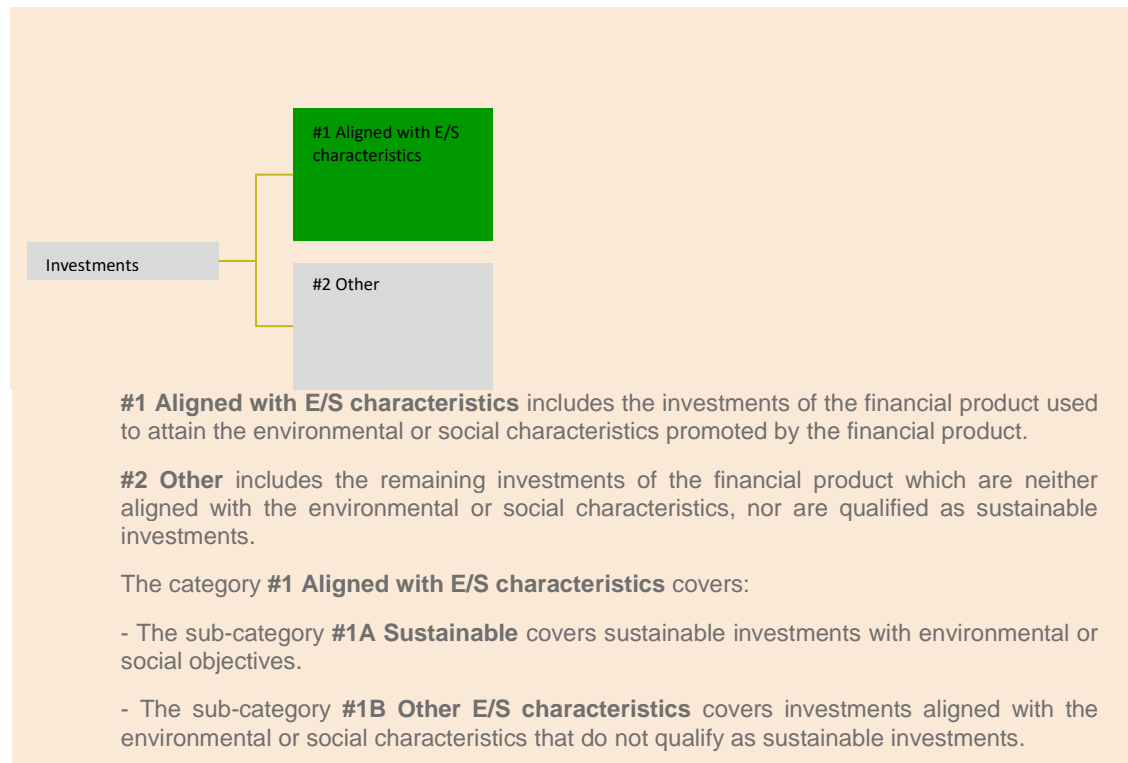 #1 Aligned with E/S
characteristics
Investments
#2 Other
#1 Aligned with E/S characteristics includes the investments of the financial product used
to attain the environmental or social characteristics promoted by the financial product.
#2 Other includes the remaining investments of the financial product which are neither
aligned with the environmental or social characteristics, nor are qualified as sustainable
investments.
The category #1 Aligned with E/S characteristics covers:
- The sub-category #1A Sustainable covers sustainable investments with environmental or
social objectives.
- The sub-category #1B Other E/S characteristics covers investments aligned with the
environmental or social characteristics that do not qualify as sustainable investments.